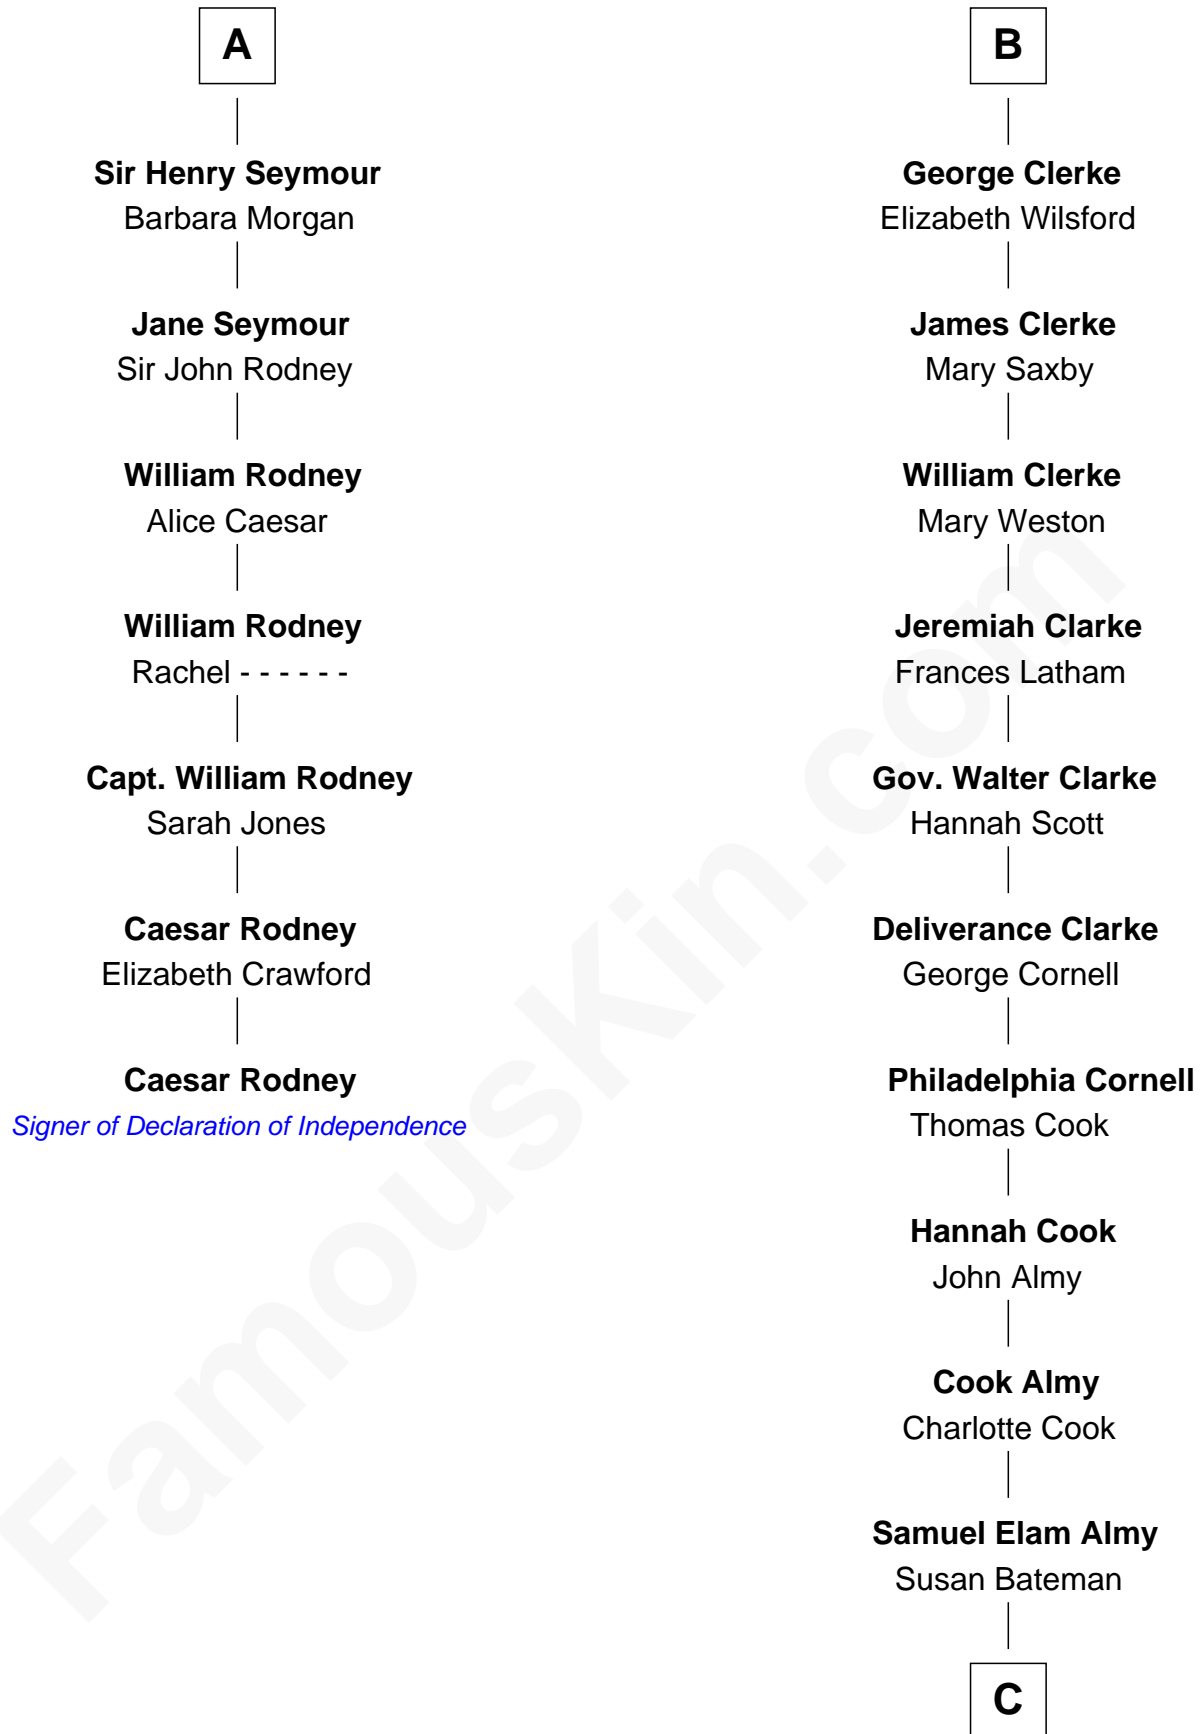 A
Sir Henry Seymour
Barbara Morgan
Jane Seymour
Sir John Rodney
William Rodney
Alice Caesar
William Rodney
Rachel - - - - - -
Capt. William Rodney
Sarah Jones
Caesar Rodney
Elizabeth Crawford
Caesar Rodney
Signer of Declaration of Independence
B
George Clerke
Elizabeth Wilsford
James Clerke
Mary Saxby
William Clerke
Mary Weston
Jeremiah Clarke
Frances Latham
Gov. Walter Clarke
Hannah Scott
Deliverance Clarke
George Cornell
Philadelphia Cornell
Thomas Cook
Hannah Cook
John Almy
Cook Almy
Charlotte Cook
Samuel Elam Almy
Susan Bateman
C
FamousKin.com